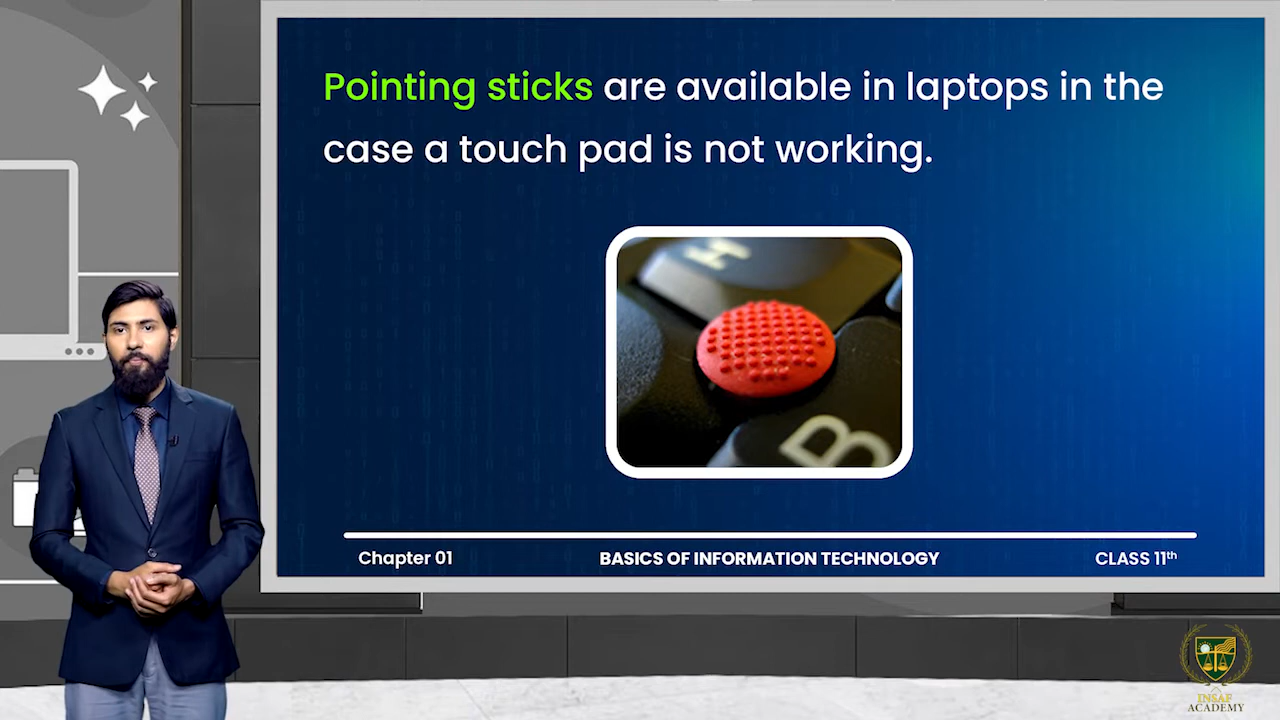 Pointing sticks are available in laptops in the
case a touch pad is not working.
H
B
Chapter 01
BASICS OF INFORMATION TECHNOLOGY
CLASS 11th
INSAF
ACADEMY